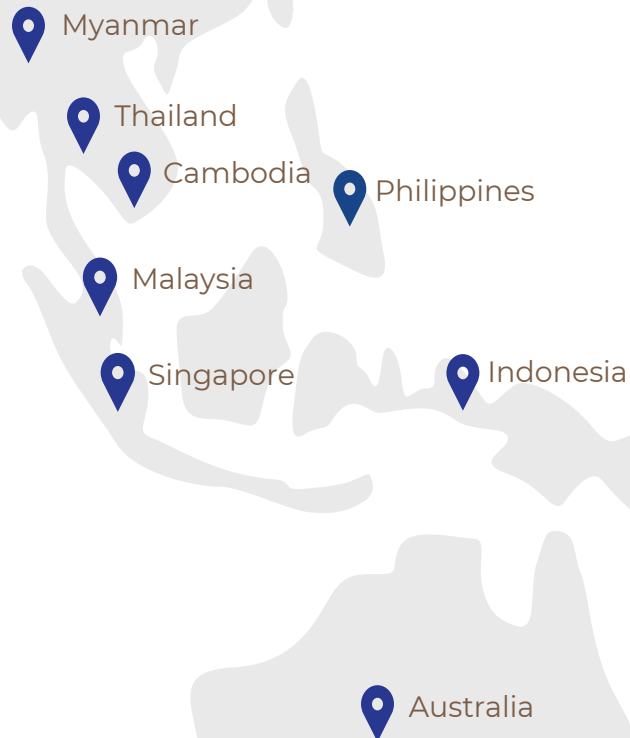 Myanmar
Thailand
Cambodia
Philippines
Malaysia
Singapore
Indonesia
Australia